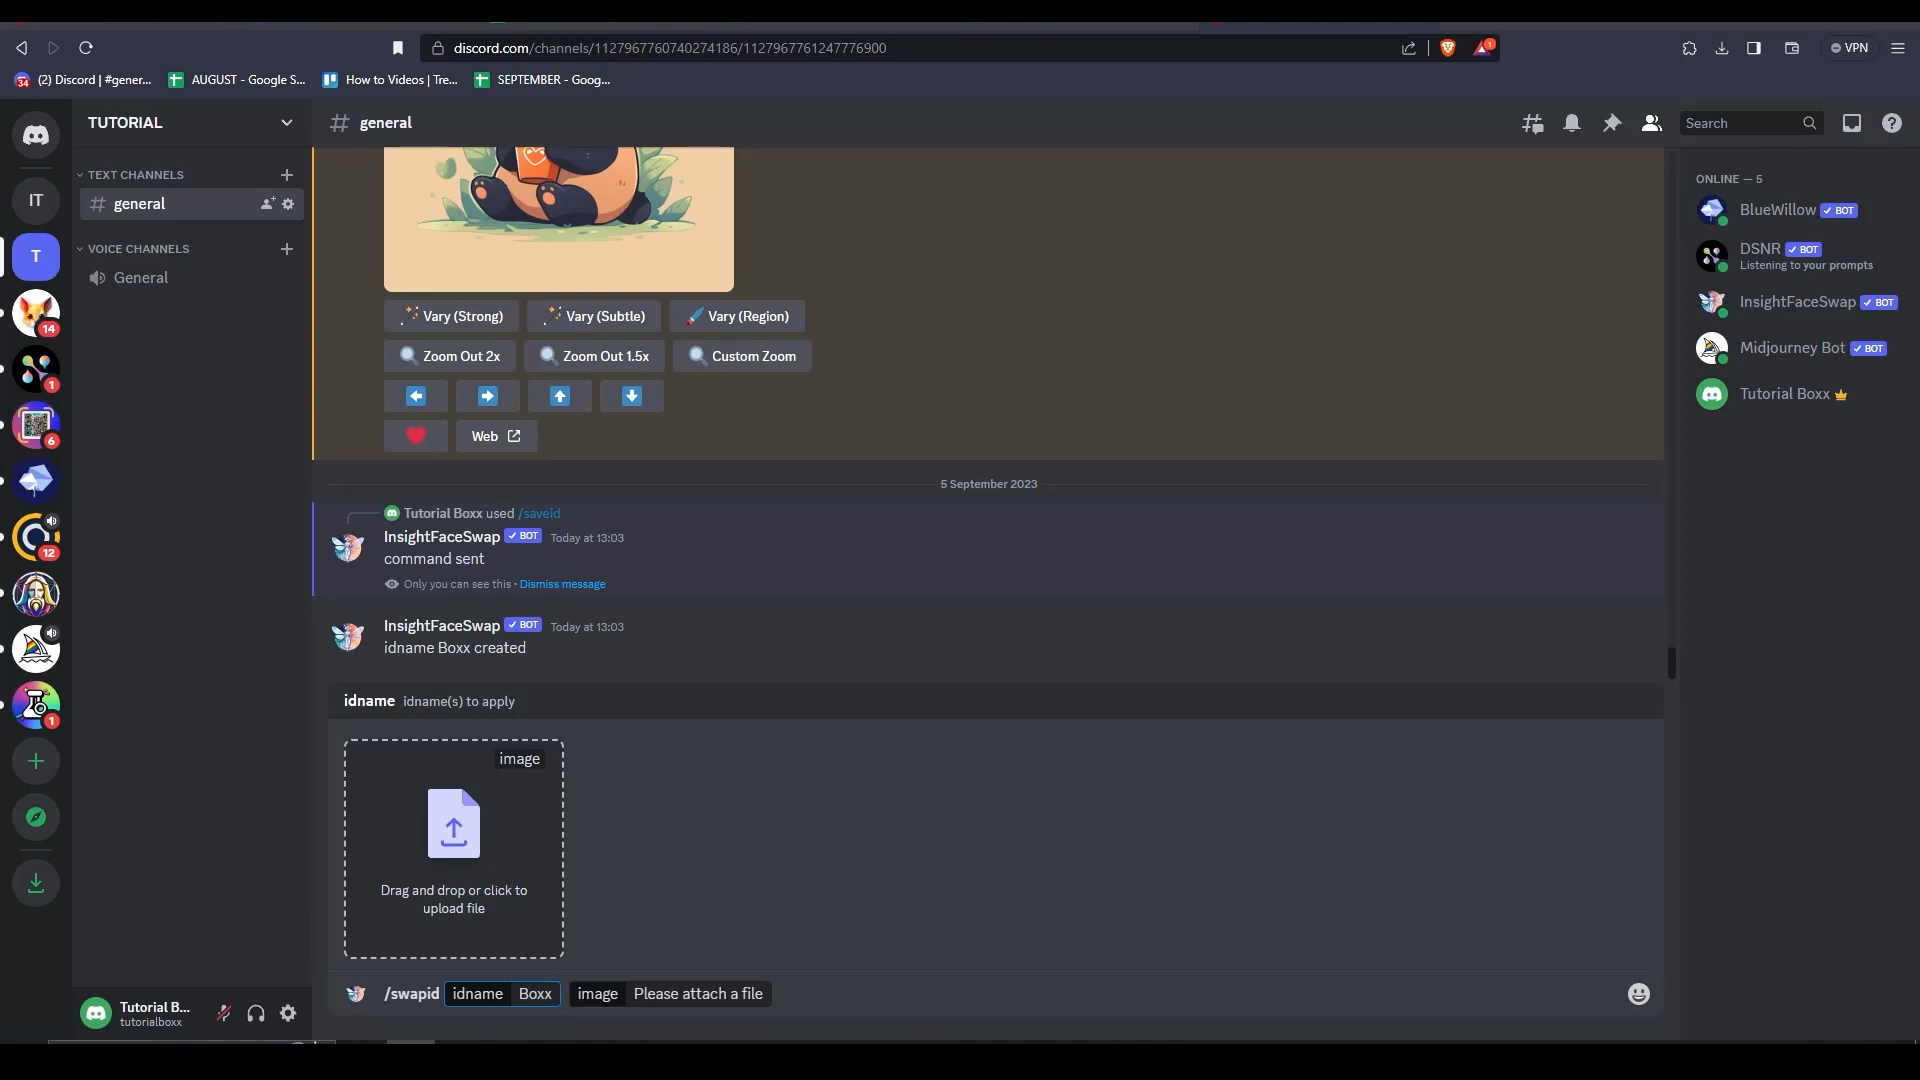 discord.com/channels/1127967760740274186/1127967761247776900
1
VPN
34
(2) Discord | #gener...
AUGUST - Google S...
How to Videos | Tre...
SEPTEMBER - Goog...
TUTORIAL
general
Search
TEXT CHANNELS
general
VOICE CHANNELS
General
IT
T
14
1
6
12
1
Vary (Strong)
Vary (Subtle)
Vary (Region)
Zoom Out 2x
Zoom Out 1.5x
Custom Zoom
Web
5 September 2023
Tutorial Boxx used /saveid
InsightFaceSwap ✓ BOT Today at 13:03
command sent
Only you can see this • Dismiss message
InsightFaceSwap ✓ BOT Today at 13:03
idname Boxx created
idname idname(s) to apply
image
Drag and drop or click to
upload file
/swapid idname Boxx image Please attach a file
Tutorial B...
tutorialboxx
ONLINE — 5
BlueWillow ✓ BOT
DSNR ✓ BOT
Listening to your prompts
InsightFaceSwap ✓ BOT
Midjourney Bot ✓ BOT
Tutorial Boxx